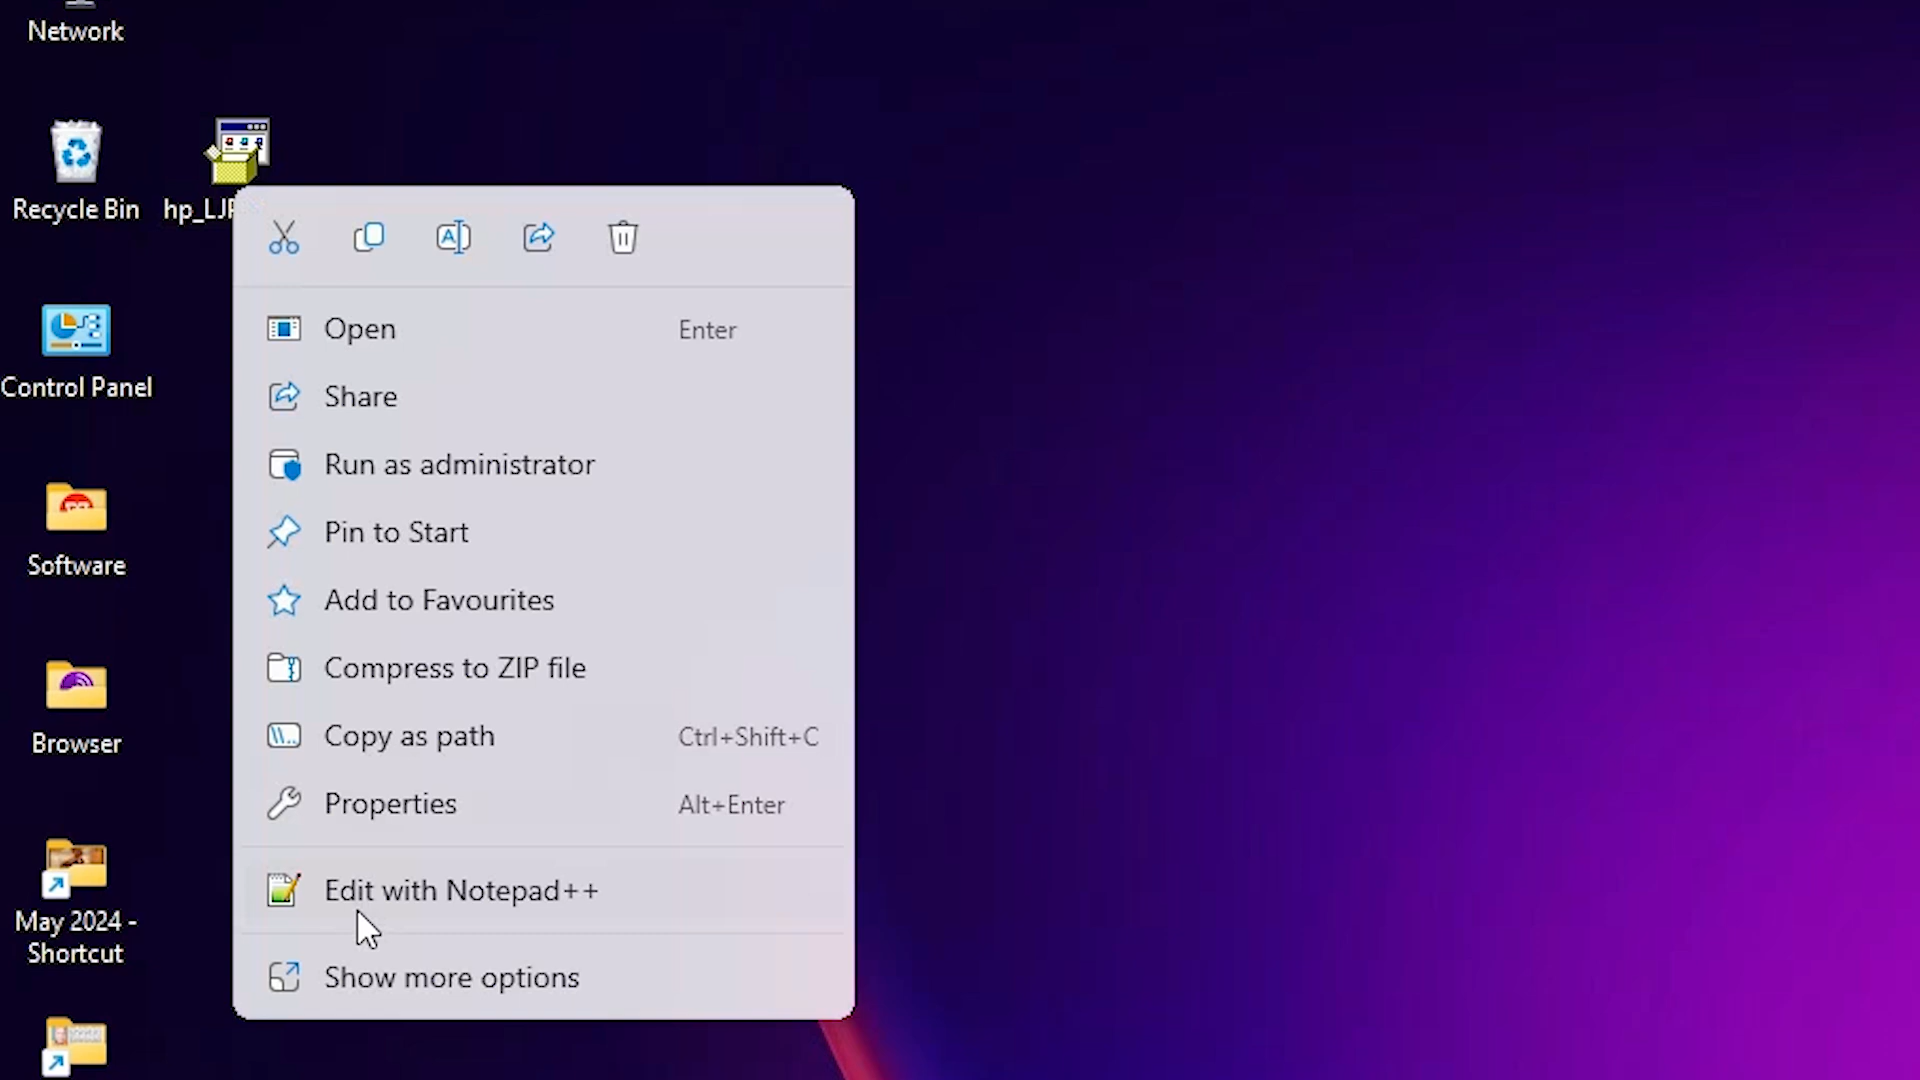 Network
Recycle Bin
hp_LJP
Control Panel
Software
Browser
May 2024 -
Shortcut
Open Enter
Share
Run as administrator
Pin to Start
Add to Favourites
Compress to ZIP file
Copy as path Ctrl+Shift+C
Properties Alt+Enter
Edit with Notepad++
Show more options